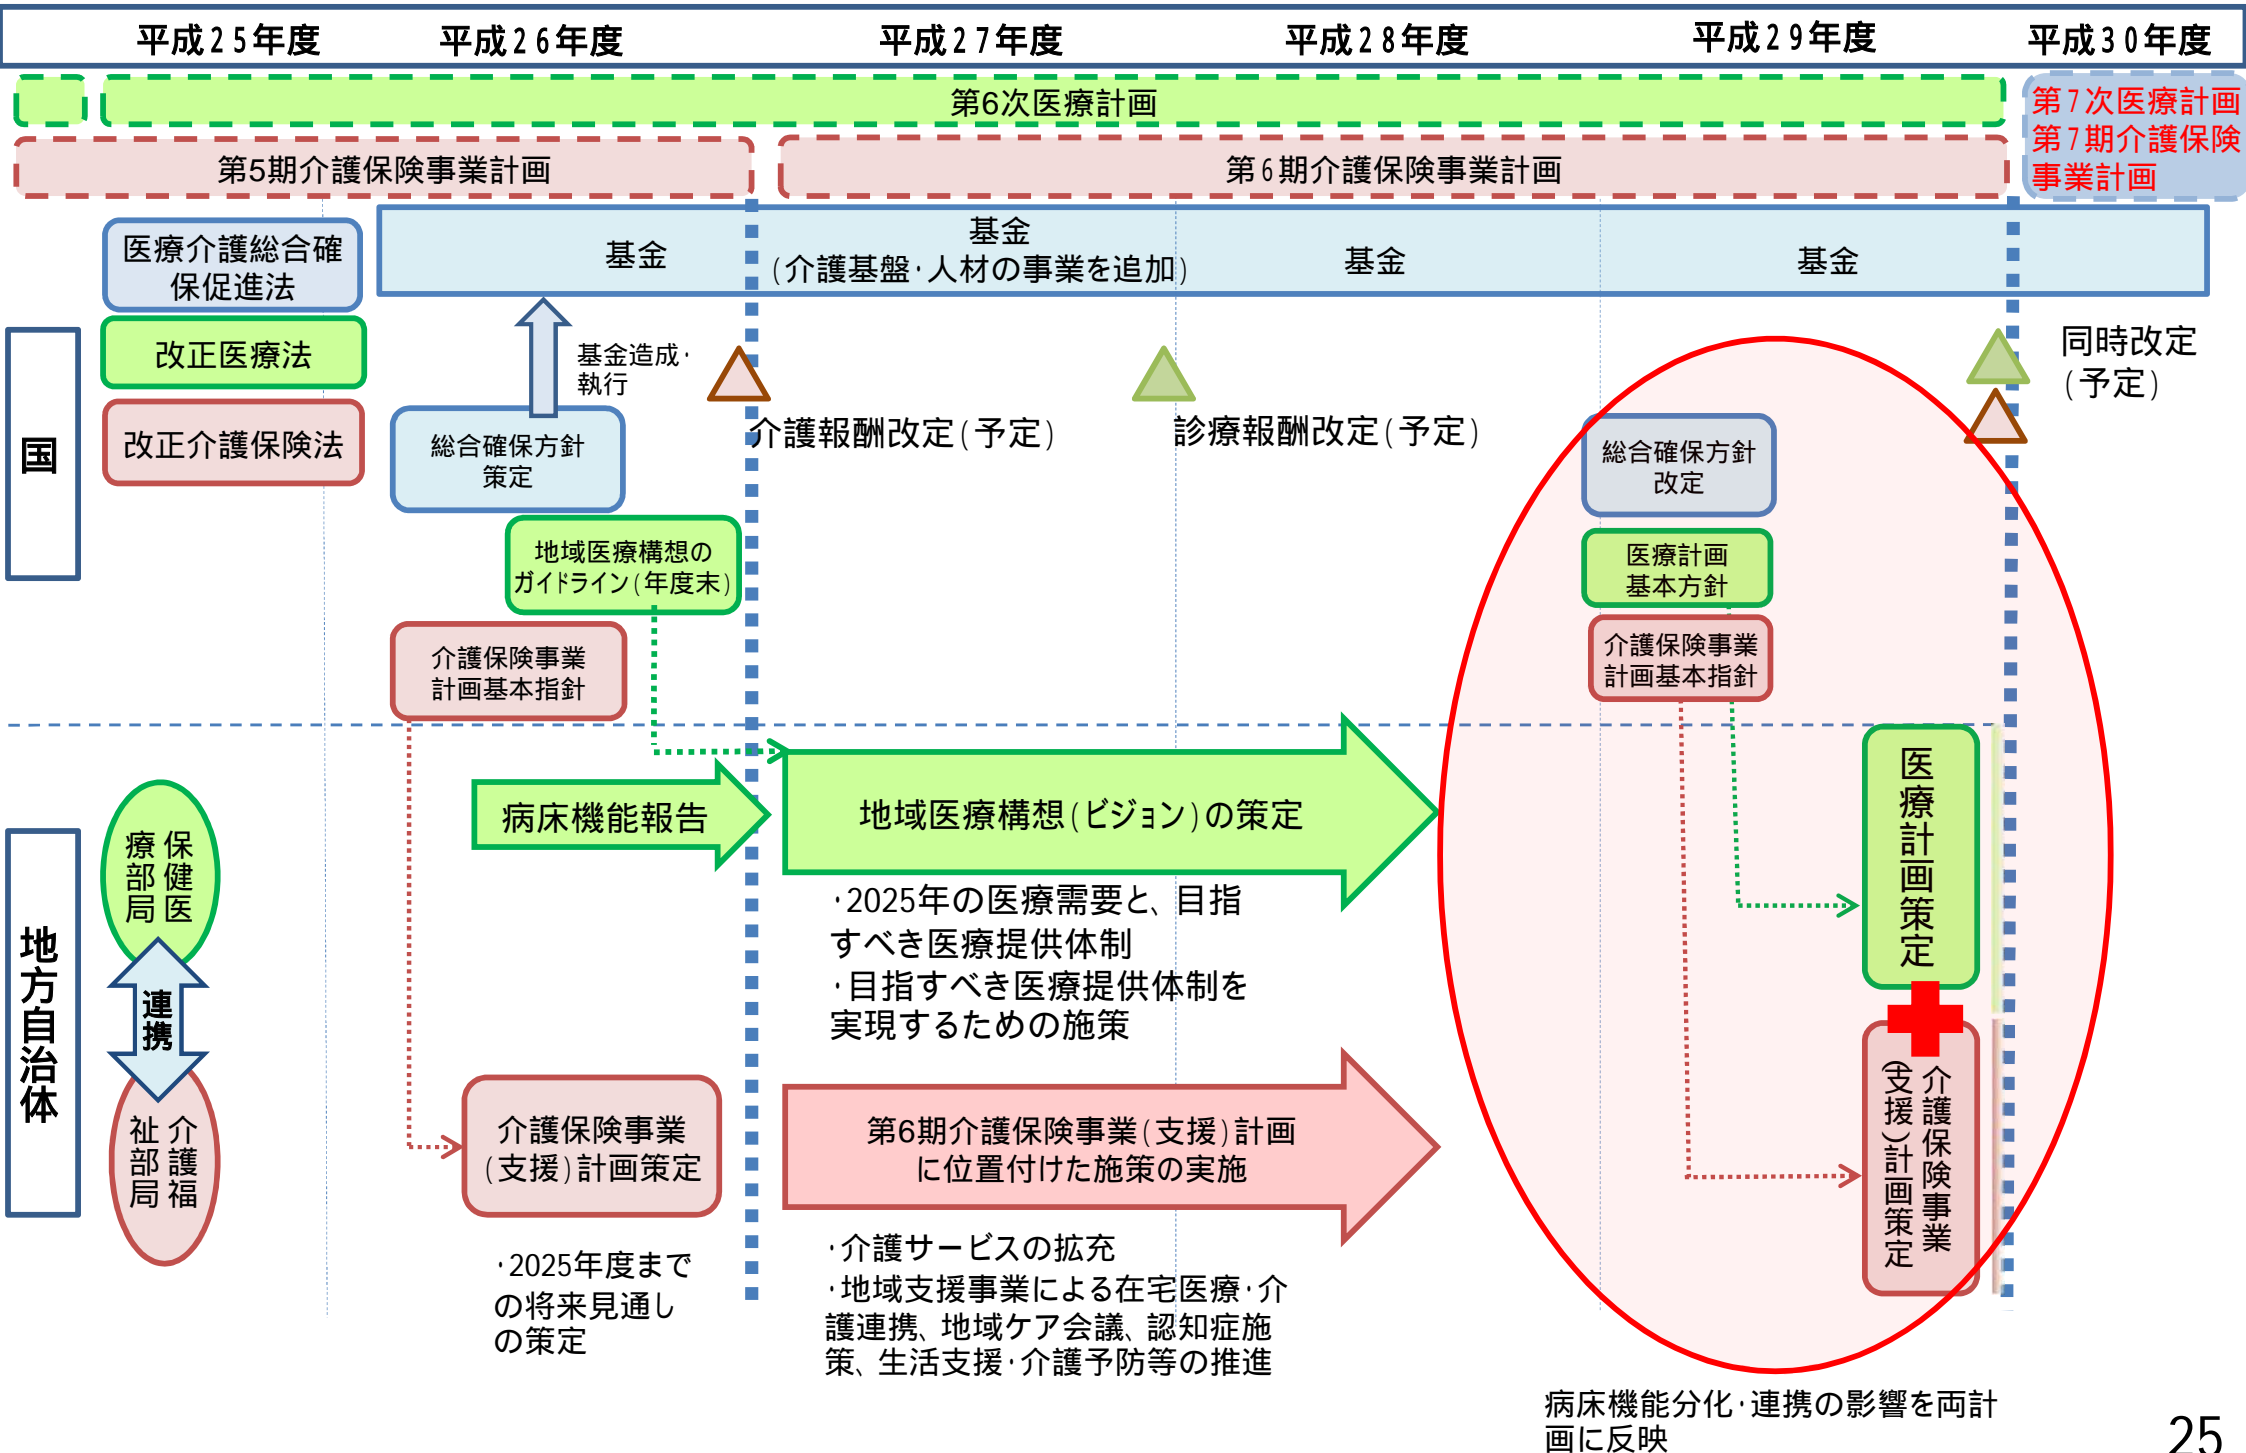 平成25年度
平成26年度
平成27年度
平成28年度
平成29年度
平成30年度
第6次医療計画
第7次医療計画
第7期介護保険
事業計画
第5期介護保険事業計画
第6期介護保険事業計画
医療介護総合確
保促進法
基金
基金
(介護基盤・人材の事業を追加)
基金
基金
国
改正医療法
改正介護保険法
基金造成・
執行
総合確保方針
策定
介護報酬改定(予定)
診療報酬改定(予定)
同時改定
(予定)
総合確保方針
改定
地域医療構想の
ガイドライン(年度末)
医療計画
基本方針
介護保険事業
計画基本指針
介護保険事業
計画基本指針
地方自治体
保健医
療部局
連携
介護福
祉部局
病床機能報告
地域医療構想(ビジョン)の策定
・2025年の医療需要と、目指
すべき医療提供体制
・目指すべき医療提供体制を
実現するための施策
医療計画策定
介護保険事業
(支援)計画策定
第6期介護保険事業(支援)計画
に位置付けた施策の実施
介護保険事業
(支援)計画策定
・2025年度まで
の将来見通し
の策定
・介護サービスの拡充
・地域支援事業による在宅医療・介
護連携、地域ケア会議、認知症施
策、生活支援・介護予防等の推進
病床機能分化・連携の影響を両計
画に反映
25